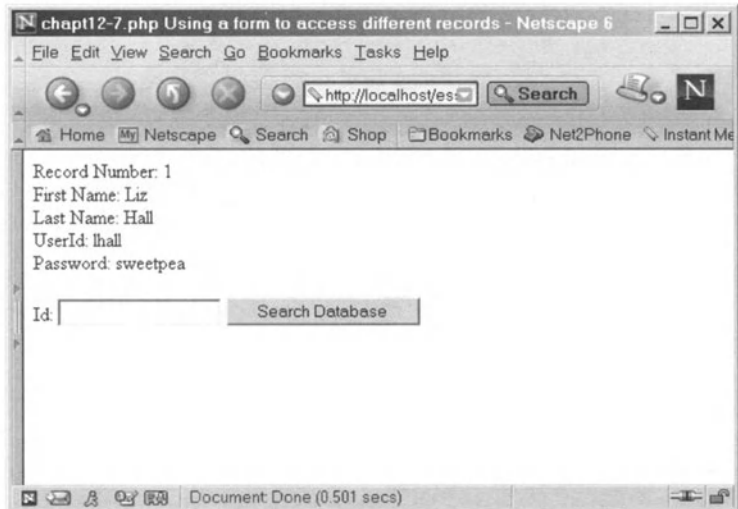 N chapt12-7.php Using a form to access different records - Netscape 6
File Edit View Search Go Bookmarks Tasks Help
http://localhost/es Search N
Home My Netscape Search Shop Bookmarks Net2Phone Instant Me
Record Number: 1
First Name: Liz
Last Name: Hall
UserId: lhall
Password: sweetpea
Id: Search Database
N Document: Done (0.501 secs)